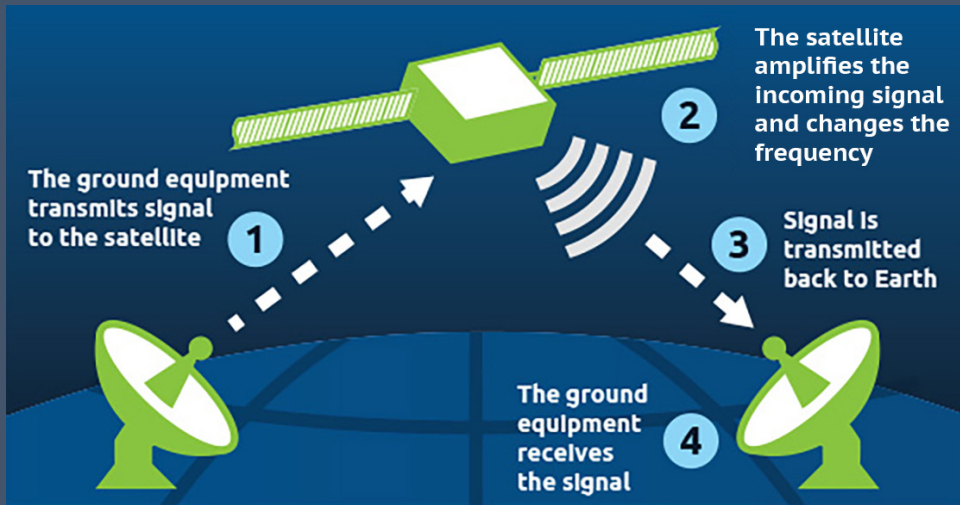 The ground equipment
transmits signal
to the satellite
1
The satellite
amplifies the
incoming signal
and changes the
frequency
2
3
Signal is
transmitted
back to Earth
The ground
equipment
receives
the signal
4